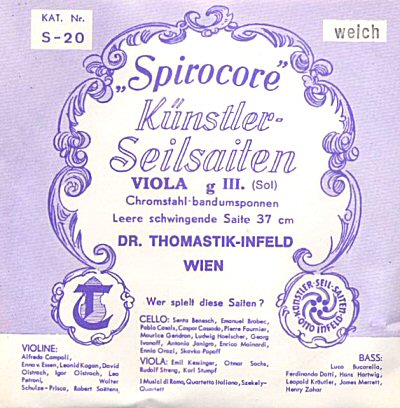 KAT. Nr.
S-20
weich
„Spirocore”
Künstler-
Seilsaiten
VIOLA g III. (Sol)
Chromstahl-bandumsponnen
Leere schwingende Saite 37 cm
DR. THOMASTIK-INFELD
WIEN
Wer spielt diese Saiten?
KÜNSTLER-SEIL-SAITEN
OTTO INFELD
VIOLINE:
Alfredo Campoli,
Enno v. Essen, Leonid Kogan, David
Oistrach, Igor Oistrach, Leo
Petroni, Walter
Schulze-Prisca, Robert Soëtens
CELLO: Senta Benesch, Emanuel Brabec,
Pablo Casals, Caspar Cassado, Pierre Fournier,
Maurice Gendron, Ludwig Hoelscher, Georg
Ivanoff, Antonio Janigro, Enrico Mainardi,
Ennio Orazi, Slavko Popoff
VIOLA: Emil Kessinger, Ottmar Sachs,
Rudolf Streng, Karl Stumpf
I Musici di Roma, Quartetto Italiano, Szekely-
Quartett
BASS:
Luca Bucarella,
Ferdinando Dotti, Hans Hartwig,
Leopold Kräutler, James Merrett,
Henry Zahar